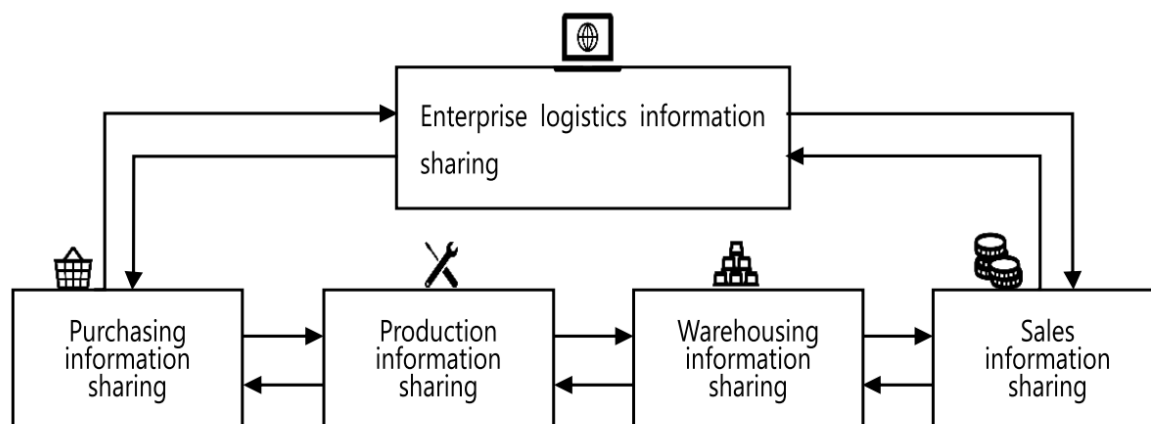 Enterprise logistics information
sharing
Purchasing
information
sharing
Production
information
sharing
Warehousing
information
sharing
Sales
information
sharing